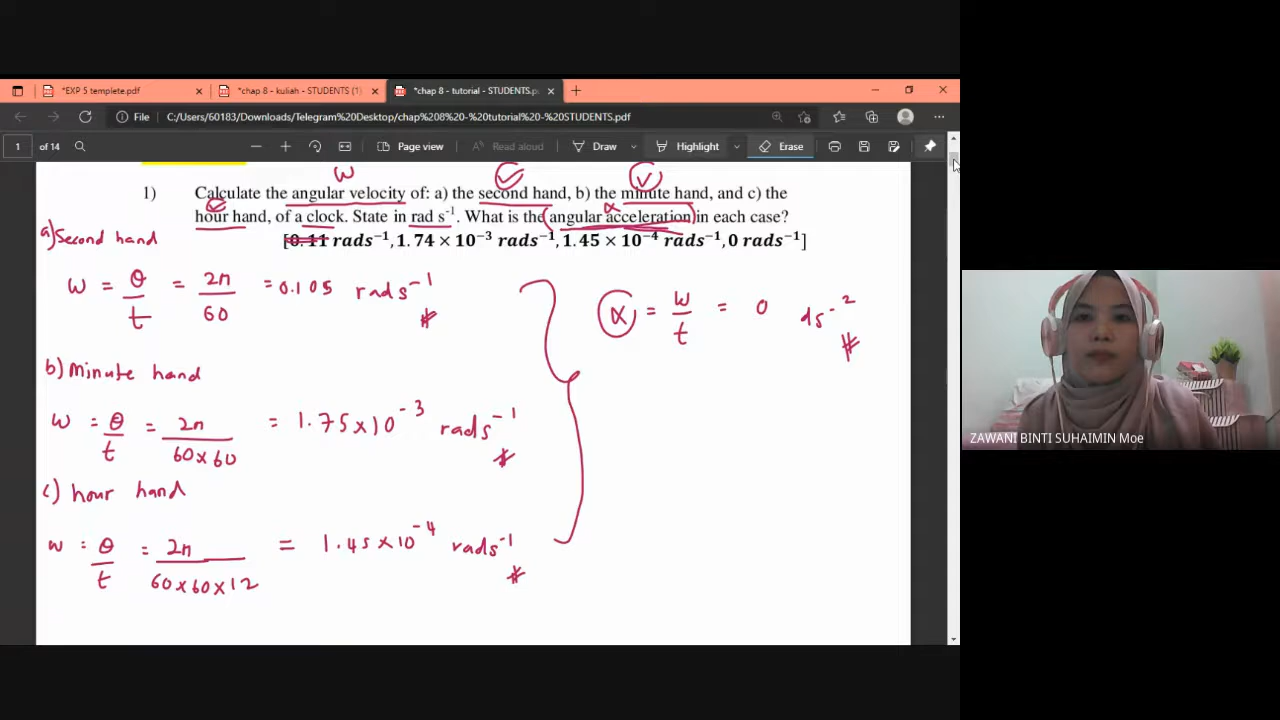 *EXP 5 templete.pdf
*chap 8 - kuliah - STUDENTS (1)
*chap 8 - tutorial - STUDENTS.p
File C:/Users/60183/Downloads/Telegram%20Desktop/chap%208%20-%20tutorial%20-%20STUDENTS.pdf
1 of 14 Page view Read aloud Draw Highlight Erase
ω
1) Calculate the angular velocity of: a) the second hand, b) the minute hand, and c) the
α
hour hand, of a clock. State in rad s⁻¹. What is the (angular acceleration) in each case?
[0.11 rads⁻¹, 1.74 × 10⁻³ rads⁻¹, 1.45 × 10⁻⁴ rads⁻¹, 0 rads⁻¹]
a) Second hand
ω = θ/t = 2π/60 = 0.105 rads⁻¹
α = ω/t = 0 ds⁻²
b) Minute hand
ω = θ/t = 2π/60×60 = 1.75×10⁻³ rads⁻¹
c) hour hand
ω = θ/t = 2π/60×60×12 = 1.45×10⁻⁴ rads⁻¹
ZAWANI BINTI SUHAIMIN Moe